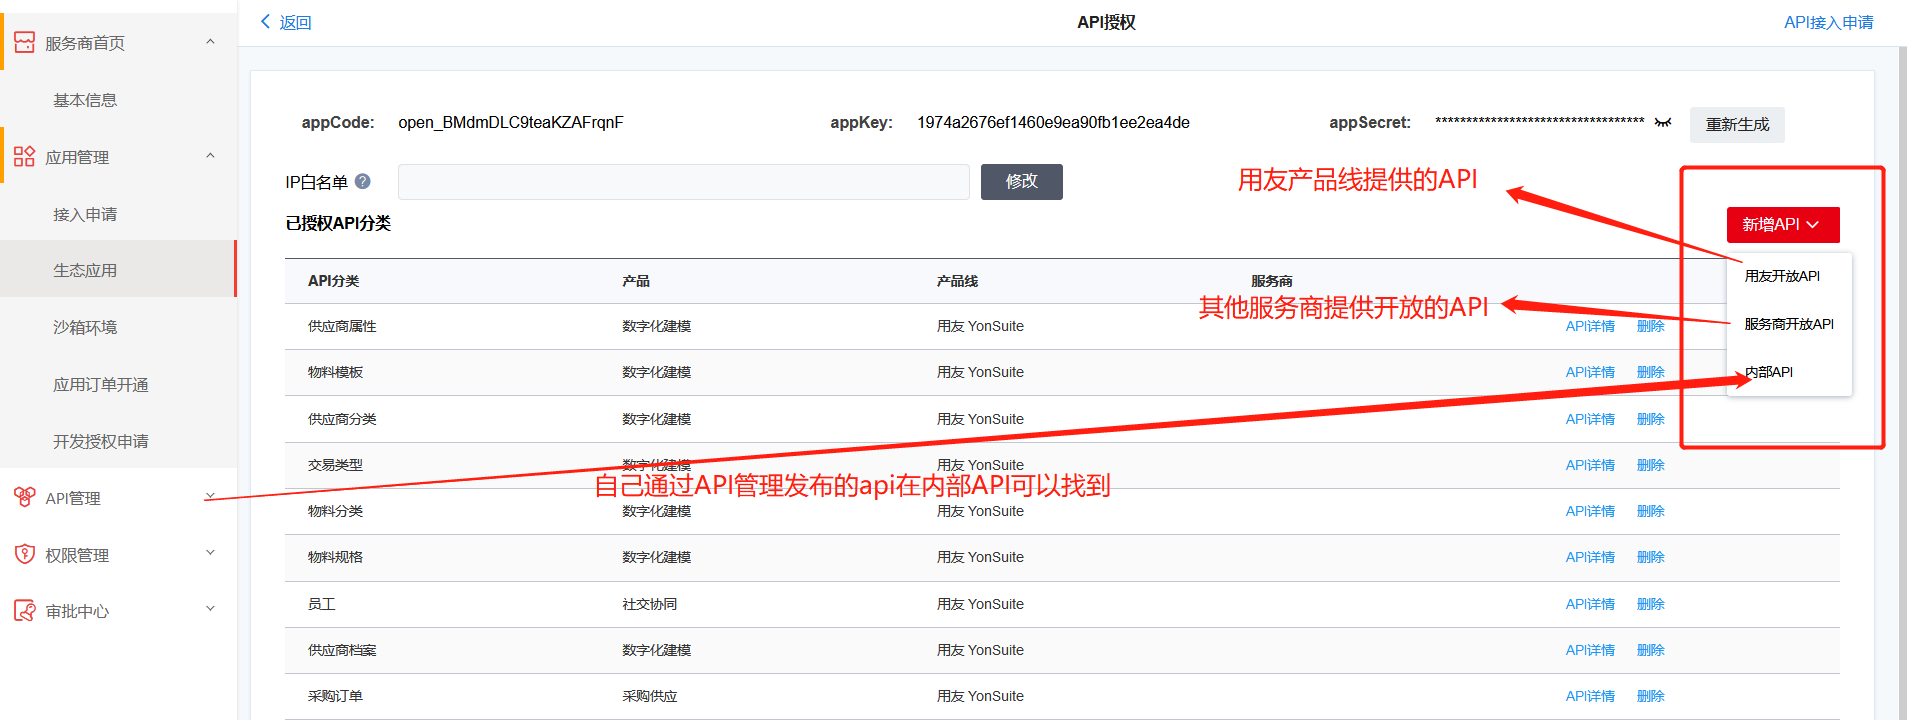 返回
API授权
API接入申请
服务商首页
基本信息
应用管理
接入申请
生态应用
沙箱环境
应用订单开通
开发授权申请
API管理
权限管理
审批中心
appCode: open_BMdmDLC9teaKZAFrqnF
appKey: 1974a2676ef1460e9ea90fb1ee2ea4de
appSecret: **********************************
重新生成
IP白名单 ?
修改
用友产品线提供的API
已授权API分类
新增API
用友开放API
服务商开放API
内部API
API分类 产品 产品线 服务商
其他服务商提供开放的API
供应商属性 数字化建模 用友 YonSuite API详情 删除
物料模板 数字化建模 用友 YonSuite API详情 删除
供应商分类 数字化建模 用友 YonSuite API详情 删除
交易类型 数字化建模 用友 YonSuite API详情 删除
自己通过API管理发布的api在内部API可以找到
物料分类 数字化建模 用友 YonSuite API详情 删除
物料规格 数字化建模 用友 YonSuite API详情 删除
员工 社交协同 用友 YonSuite API详情 删除
供应商档案 数字化建模 用友 YonSuite API详情 删除
采购订单 采购供应 用友 YonSuite API详情 删除